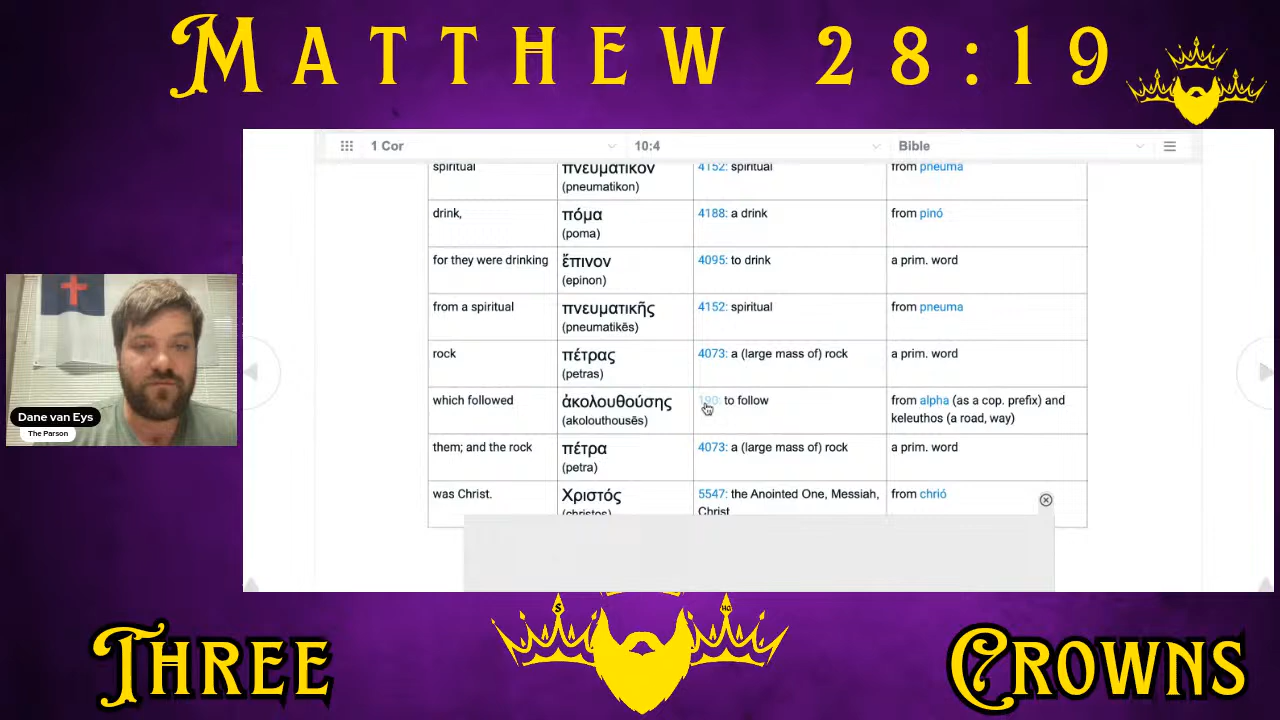 MATTHEW 28:19
1 Cor 10:4 Bible
spiritual πνευματικὸν 4152: spiritual from pneuma
(pneumatikon)
drink, πόμα 4188: a drink from pinó
(poma)
for they were drinking ἔπινον 4095: to drink a prim. word
(epinon)
from a spiritual πνευματικῆς 4152: spiritual from pneuma
(pneumatikēs)
rock πέτρας 4073: a (large mass of) rock a prim. word
(petras)
which followed ἀκολουθούσης 190: to follow from alpha (as a cop. prefix) and
(akolouthousēs) keleuthos (a road, way)
them; and the rock πέτρα 4073: a (large mass of) rock a prim. word
(petra)
was Christ. Χριστός 5547: the Anointed One, Messiah, from chrió
(christos) Christ
Dane van Eys
The Parson
S HG
THREE CROWNS